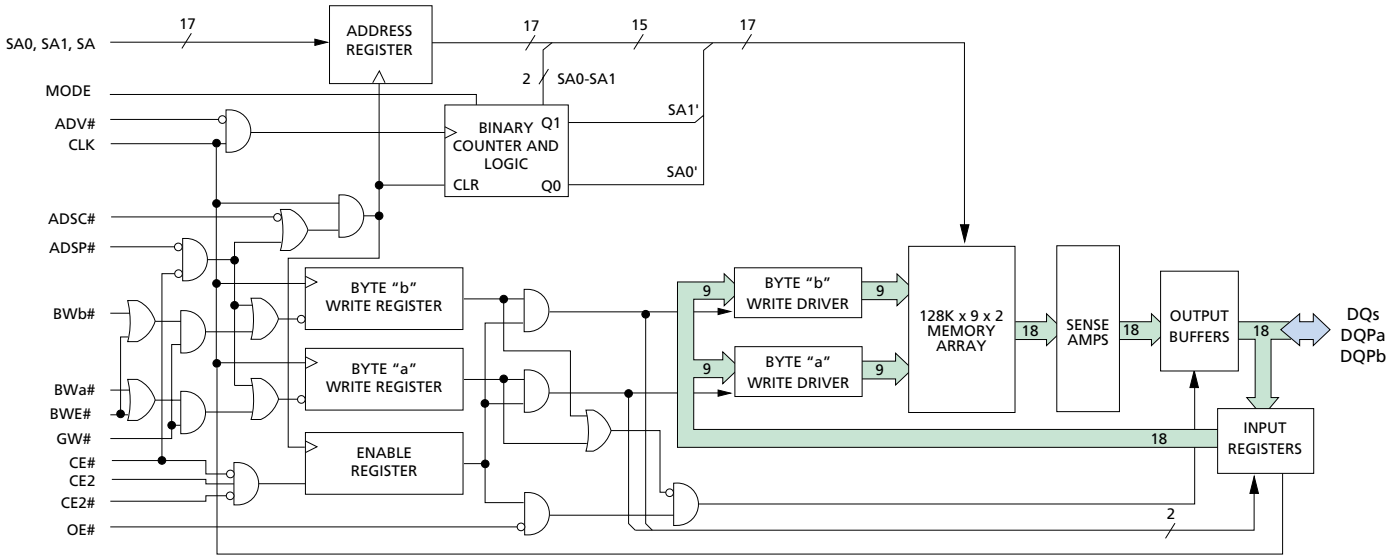 SA0, SA1, SA
17
ADDRESS
REGISTER
17
15
17
2
SA0-SA1
MODE
ADV#
CLK
BINARY
COUNTER AND
LOGIC
Q1
CLR
Q0
SA1'
SA0'
ADSC#
ADSP#
BWb#
BWa#
BWE#
GW#
CE#
CE2
CE2#
OE#
BYTE “b”
WRITE REGISTER
BYTE “a”
WRITE REGISTER
ENABLE
REGISTER
9
BYTE “b”
WRITE DRIVER
9
9
BYTE “a”
WRITE DRIVER
9
128K x 9 x 2
MEMORY
ARRAY
18
SENSE
AMPS
18
OUTPUT
BUFFERS
18
DQs
DQPa
DQPb
18
INPUT
REGISTERS
2